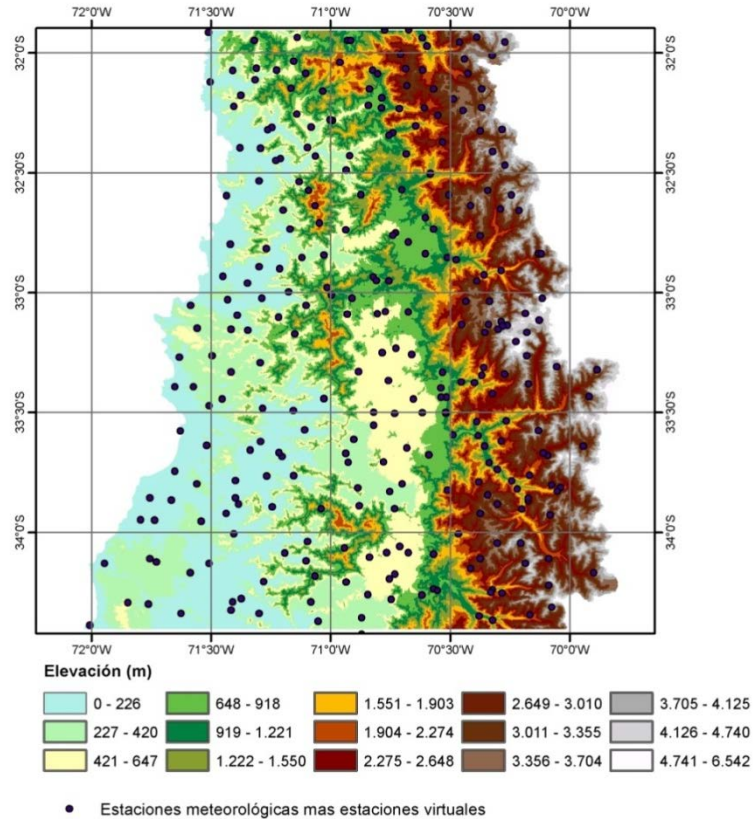 72°0'W 71°30'W 71°0'W 70°30'W 70°0'W
32°0'S 32°0'S
32°30'S 32°30'S
33°0'S 33°0'S
33°30'S 33°30'S
34°0'S 34°0'S
72°0'W 71°30'W 71°0'W 70°30'W 70°0'W
Elevación (m)
0 - 226 648 - 918 1.551 - 1.903 2.649 - 3.010 3.705 - 4.125
227 - 420 919 - 1.221 1.904 - 2.274 3.011 - 3.355 4.126 - 4.740
421 - 647 1.222 - 1.550 2.275 - 2.648 3.356 - 3.704 4.741 - 6.542
Estaciones meteorológicas mas estaciones virtuales